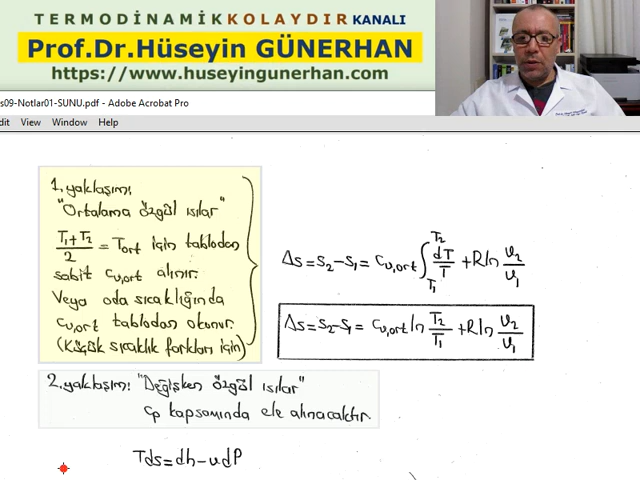 TERMODİNAMİKKOLAYDIR KANALI
Prof.Dr.Hüseyin GÜNERHAN
https://www.huseyingunerhan.com
s09-Notlar01-SUNU.pdf - Adobe Acrobat Pro
dit View Window Help
1. yaklaşım:
"Ortalama özgül ısılar"
(T₁+T₂)/2 = Tort için tablodan
sabit cᵥ,ort alınır.
Veya oda sıcaklığında
cᵥ,ort tablodan okunur.
(Küçük sıcaklık farkları için)
Δs = s₂-s₁ = cᵥ,ort ∫T₁T₂ dT/T + Rln v₂/v₁
Δs = s₂-s₁ = cᵥ,ort ln T₂/T₁ + Rln v₂/v₁
2. yaklaşım: "Değişken özgül ısılar"
cp kapsamında ele alınacaktır.
Tds = dh - vdP